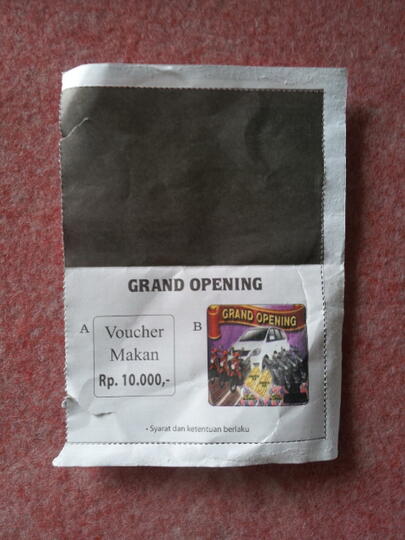 GRAND OPENING
A
Voucher
Makan
Rp. 10.000,-
B
GRAND OPENING
• Syarat dan ketentuan berlaku